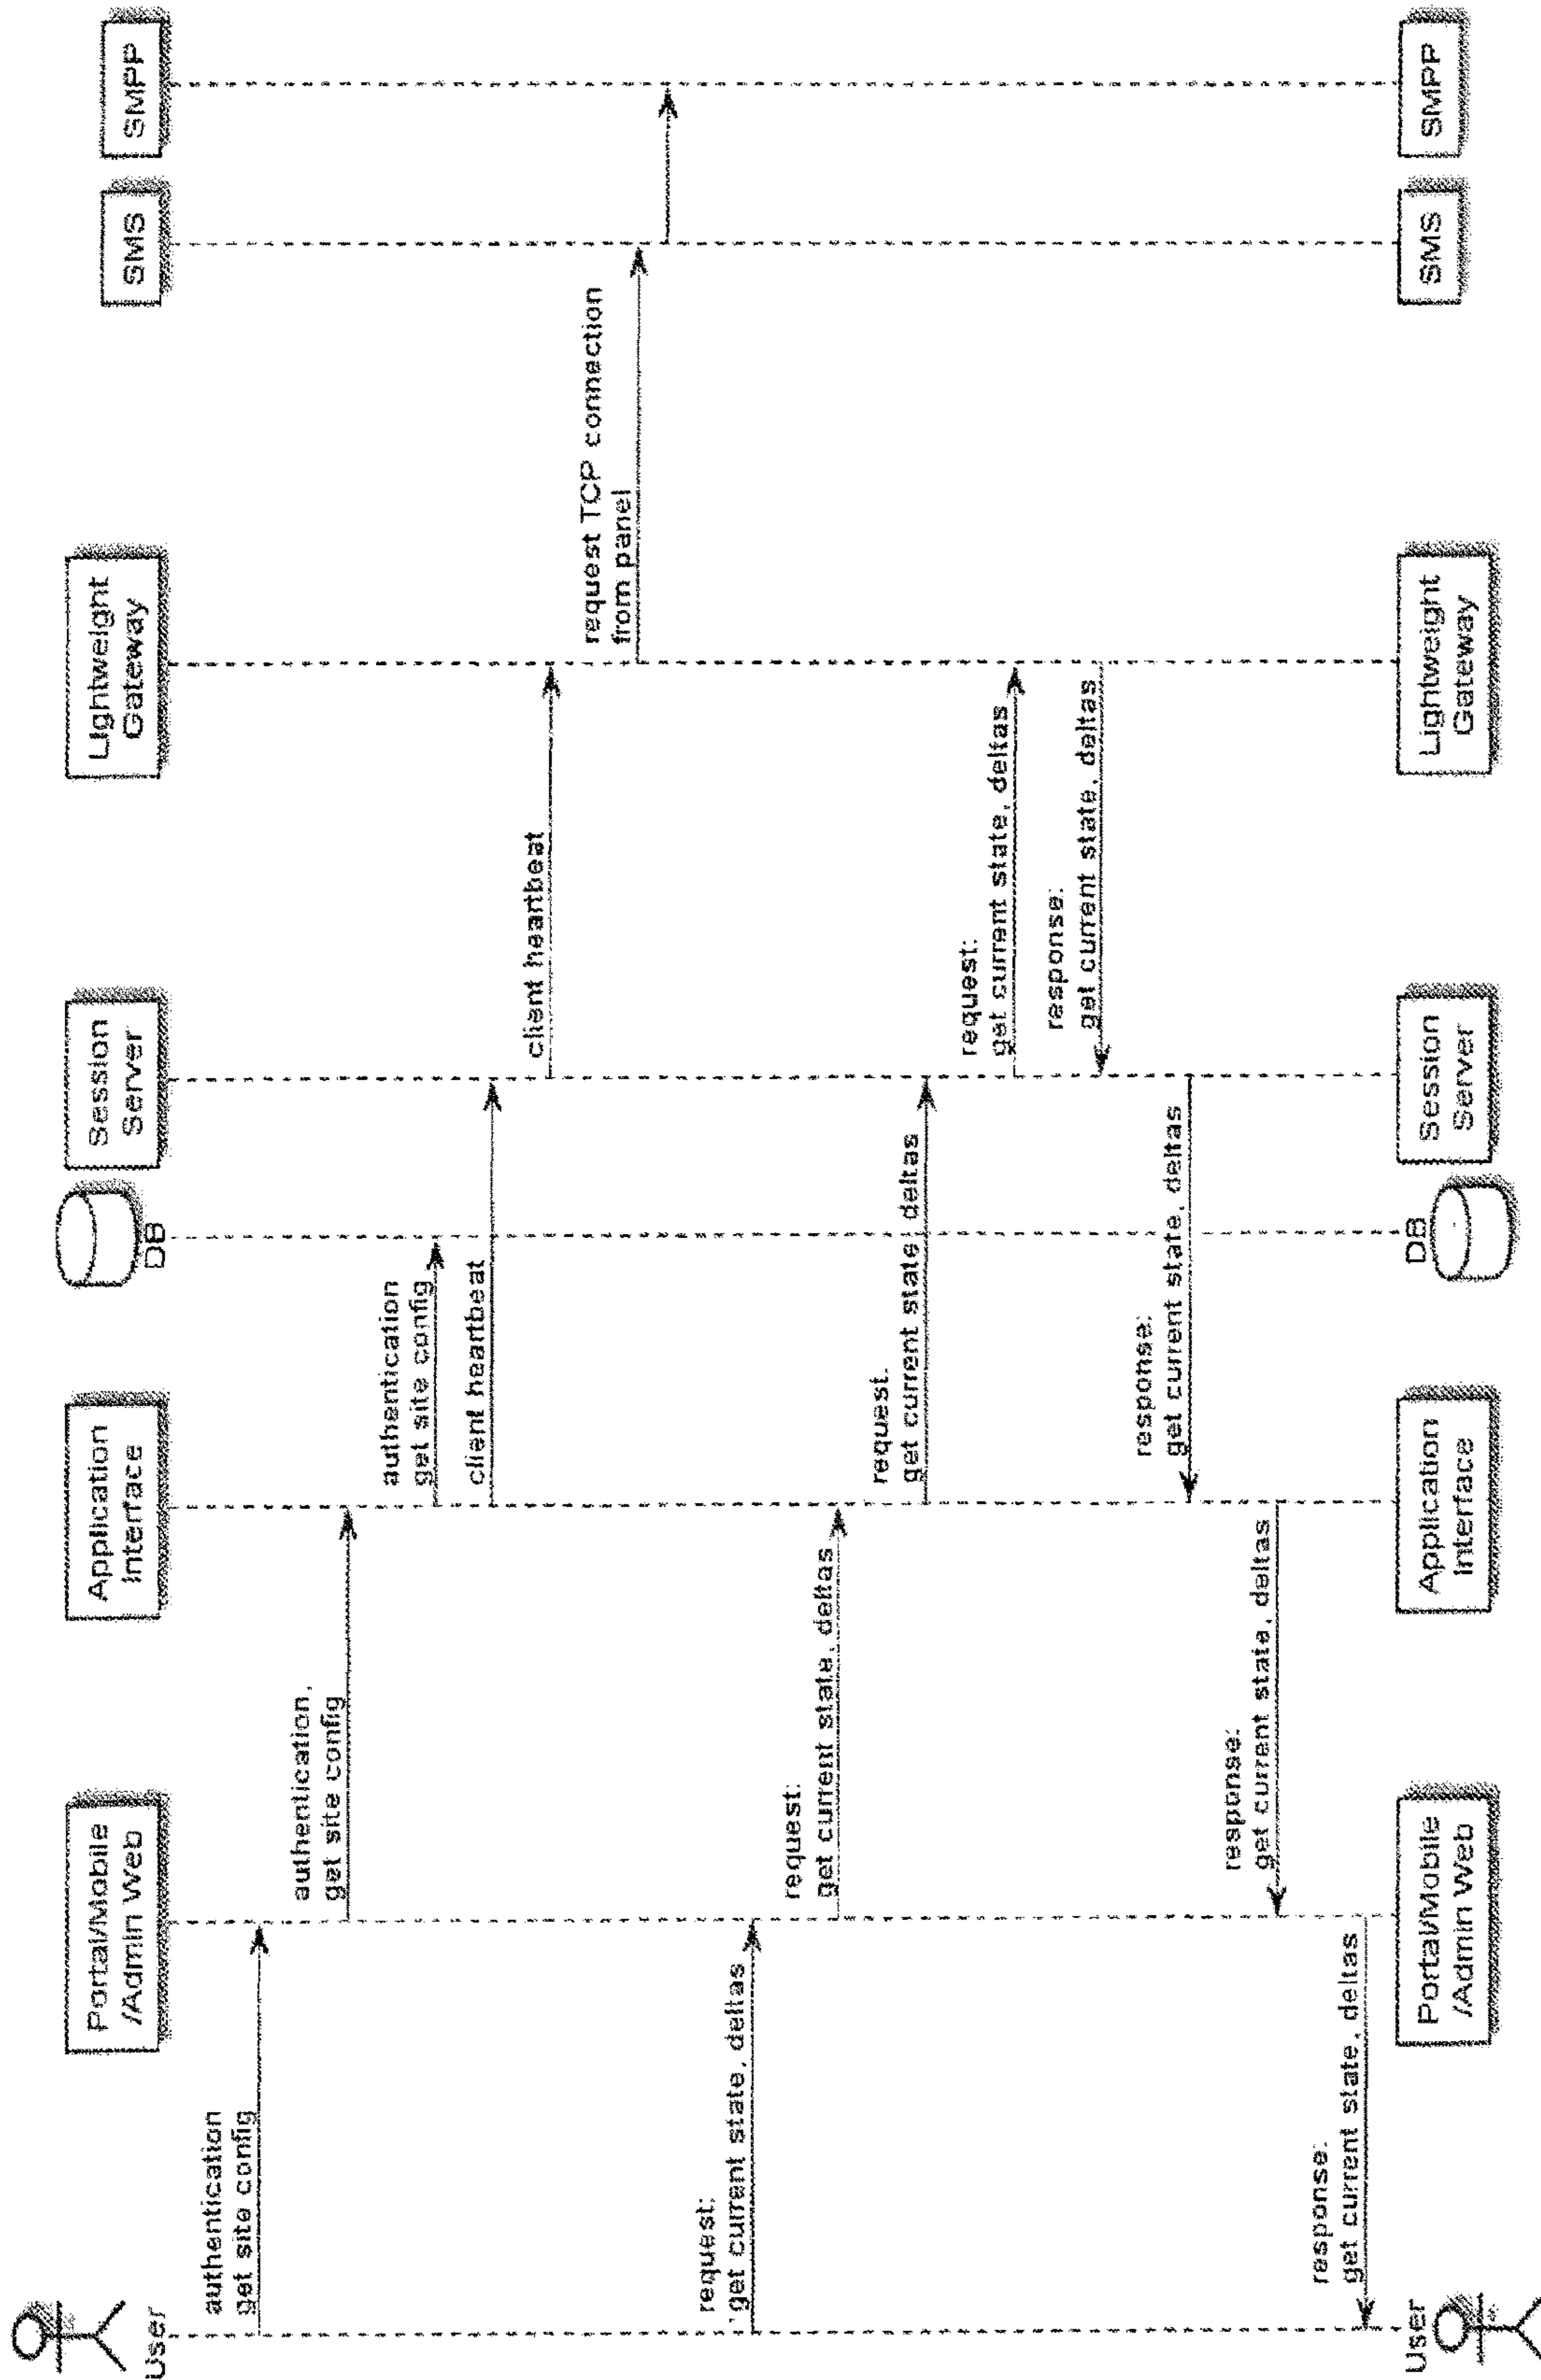 User
Portal/Mobile
/Admin Web
Application
Interface
DB
Session
Server
Lightweight
Gateway
SMS
SMPP
authentication
get site config
authentication,
get site config
authentication
get site config
client heartbeat
client heartbeat
request TCP connection
from panel
request:
get current state, deltas
request:
get current state, deltas
request:
get current state, deltas
request:
get current state, deltas
response:
get current state, deltas
response:
get current state, deltas
response:
get current state, deltas
response:
get current state, deltas
User
Portal/Mobile
/Admin Web
Application
Interface
DB
Session
Server
Lightweight
Gateway
SMS
SMPP